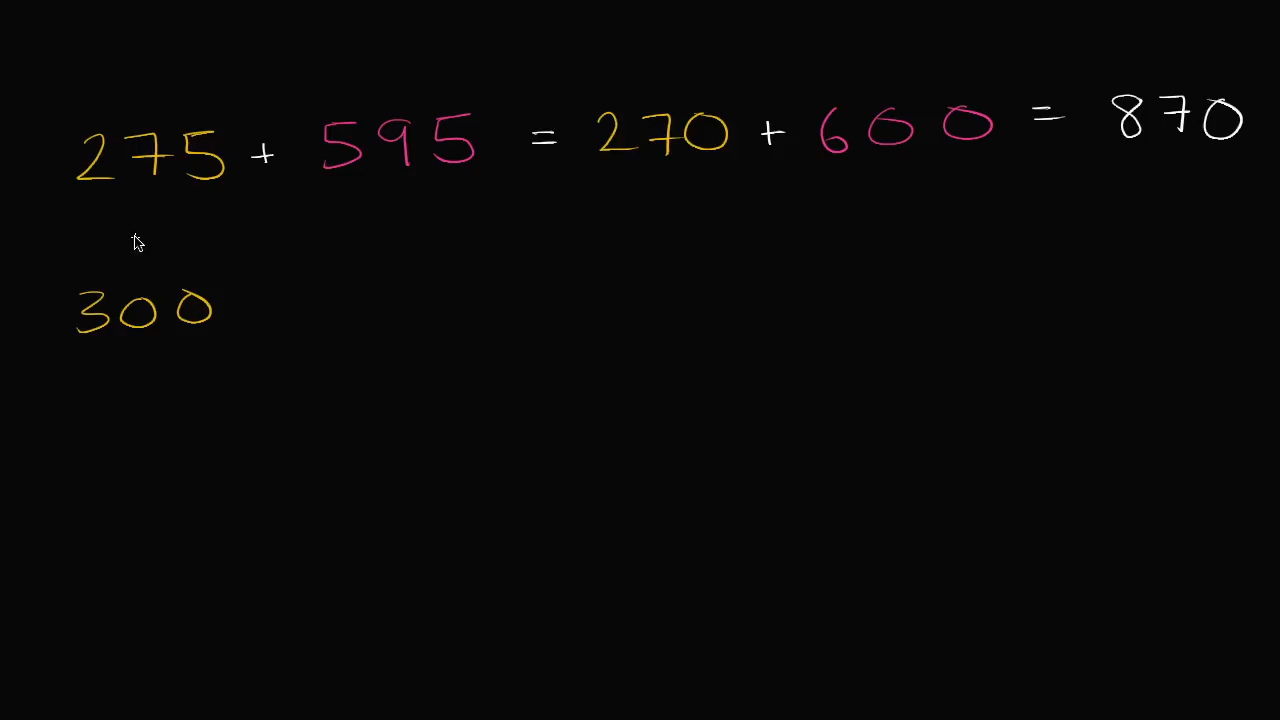 275 + 595 = 270 + 600 = 870
300